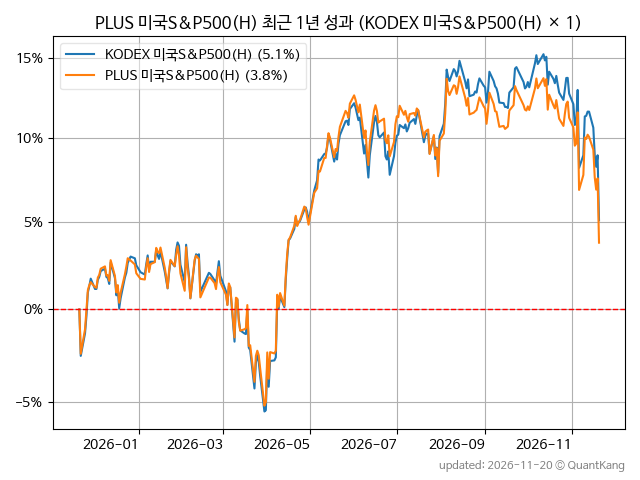 PLUS 미국S&P500(H) 최근 1년 성과 (KODEX 미국S&P500(H) × 1)
KODEX 미국S&P500(H) (5.1%)
PLUS 미국S&P500(H) (3.8%)
15%
10%
5%
0%
−5%
2026-01 2026-03 2026-05 2026-07 2026-09 2026-11
updated: 2026-11-20 © QuantKang